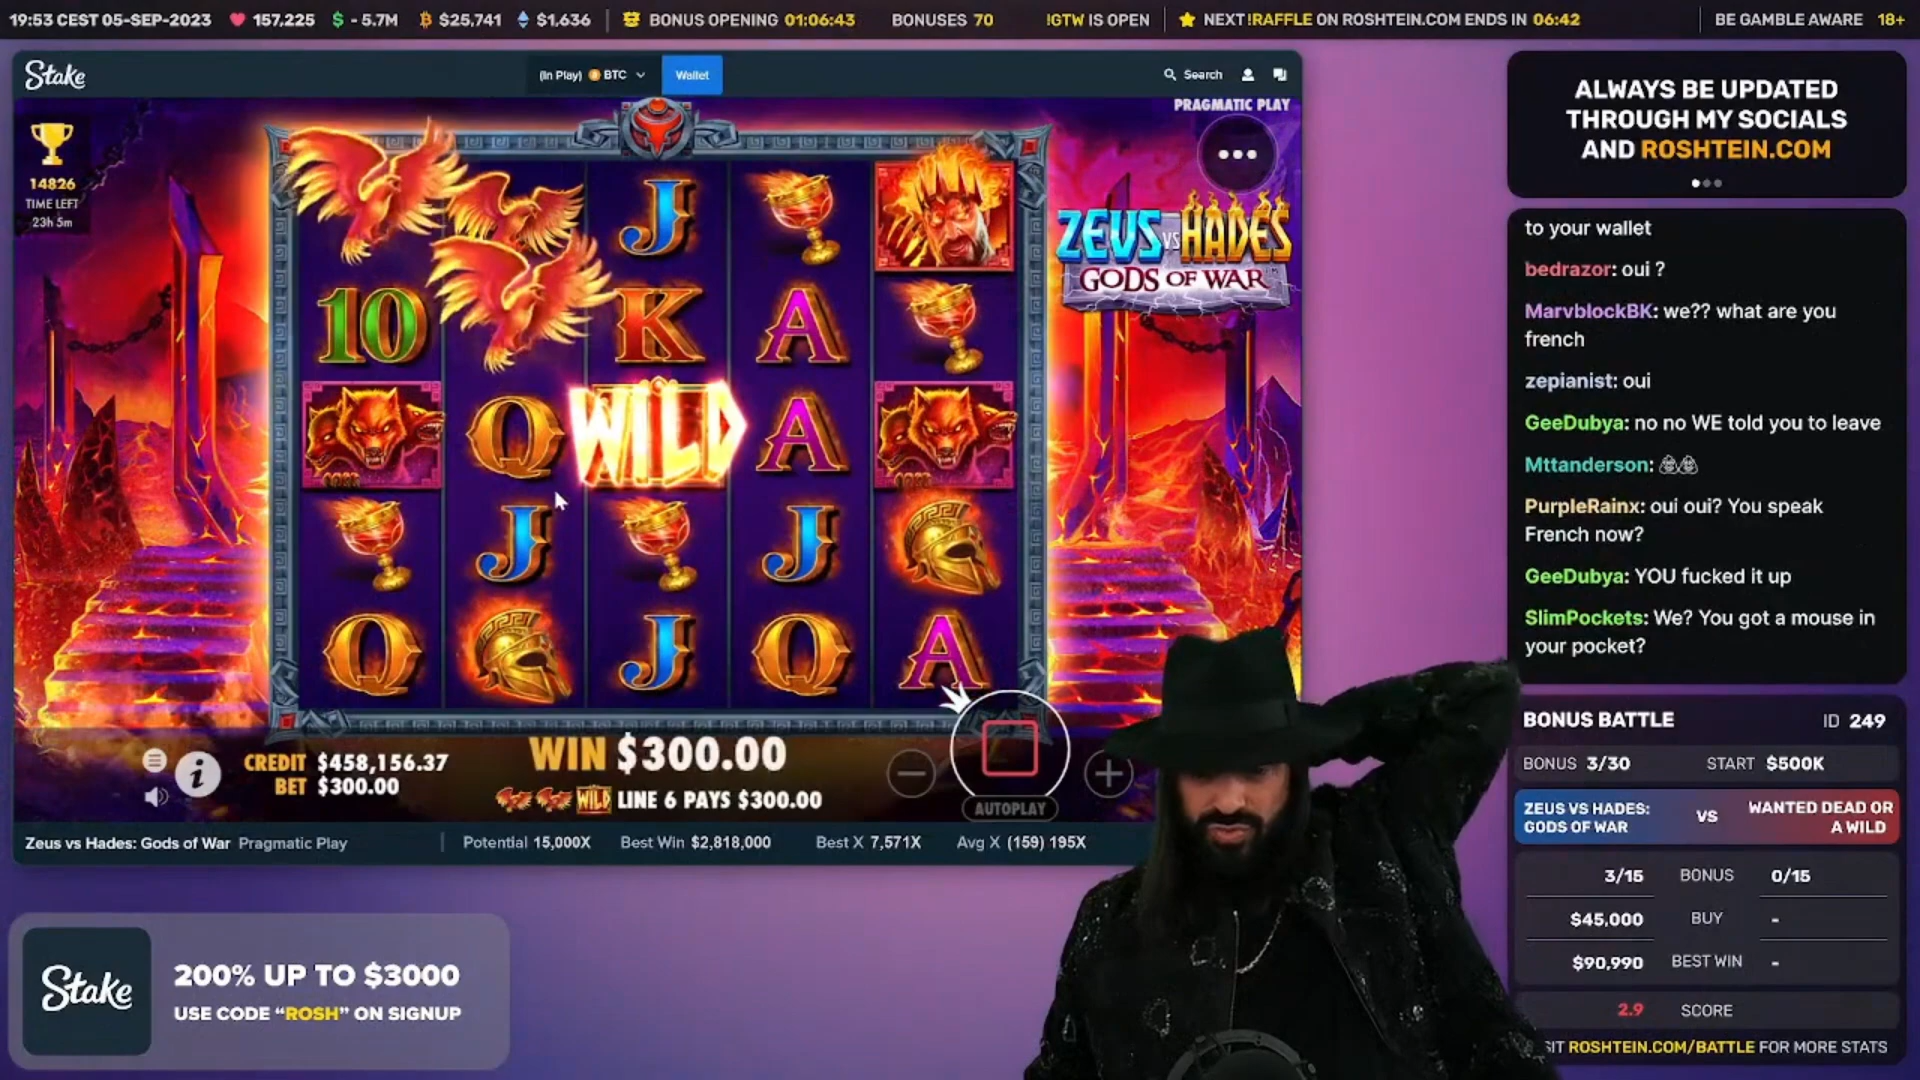 19:53 CEST 05-SEP-2023 157,225 $ - 5.7M $25,741 $1,636 BONUS OPENING 01:06:43 BONUSES 70 !GTW IS OPEN NEXT !RAFFLE ON ROSHTEIN.COM ENDS IN 06:42 BE GAMBLE AWARE 18+
Stake
(In Play) BTC
Wallet
Search
PRAGMATIC PLAY
14826
TIME LEFT
23h 5m
J
ZEUS VS HADES
GODS OF WAR
10 K A
Q WILD A
J J
Q J Q A
CREDIT $458,156.37
BET $300.00
WIN $300.00
WILD LINE 6 PAYS $300.00
AUTOPLAY
Zeus vs Hades: Gods of War Pragmatic Play Potential 15,000X Best Win $2,818,000 Best X 7,571X Avg X (159) 195X
Stake
200% UP TO $3000
USE CODE “ROSH” ON SIGNUP
ALWAYS BE UPDATED
THROUGH MY SOCIALS
AND ROSHTEIN.COM
to your wallet
bedrazor: oui ?
MarvblockBK: we?? what are you
french
zepianist: oui
GeeDubya: no no WE told you to leave
Mttanderson:
PurpleRainx: oui oui? You speak
French now?
GeeDubya: YOU fucked it up
SlimPockets: We? You got a mouse in
your pocket?
BONUS BATTLE ID 249
BONUS 3/30 START $500K
ZEUS VS HADES:
GODS OF WAR
VS
WANTED DEAD OR
A WILD
3/15 BONUS 0/15
$45,000 BUY -
$90,990 BEST WIN -
2.9 SCORE
SIT ROSHTEIN.COM/BATTLE FOR MORE STATS